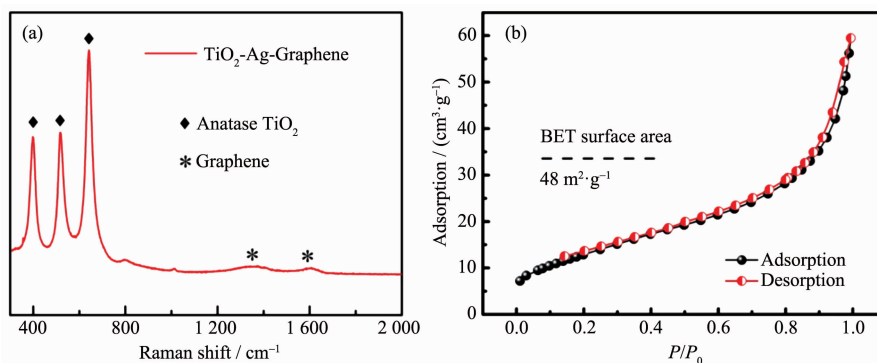 (a)
TiO₂-Ag-Graphene
Anatase TiO₂
Graphene
400 800 1 200 1 600 2 000
Raman shift / cm⁻¹
(b)
Adsorption / (cm³·g⁻¹)
60
50
40
30
20
10
0
BET surface area
48 m²·g⁻¹
Adsorption
Desorption
0.0 0.2 0.4 0.6 0.8 1.0
P/P₀